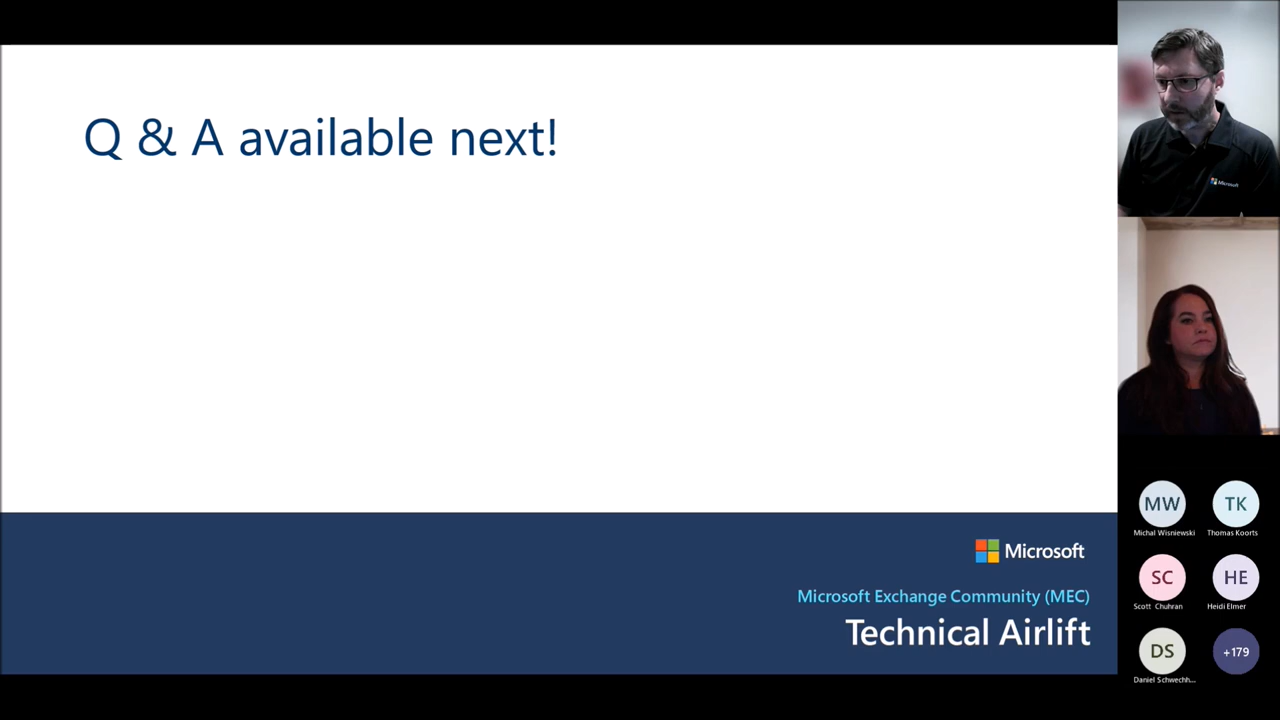 Q & A available next!
Microsoft
Microsoft Exchange Community (MEC)
Technical Airlift
Microsoft
MW
TK
Michal Wisniewski
Thomas Koorts
SC
HE
Scott Chuhran
Heidi Elmer
DS
+179
Daniel Schwechh...